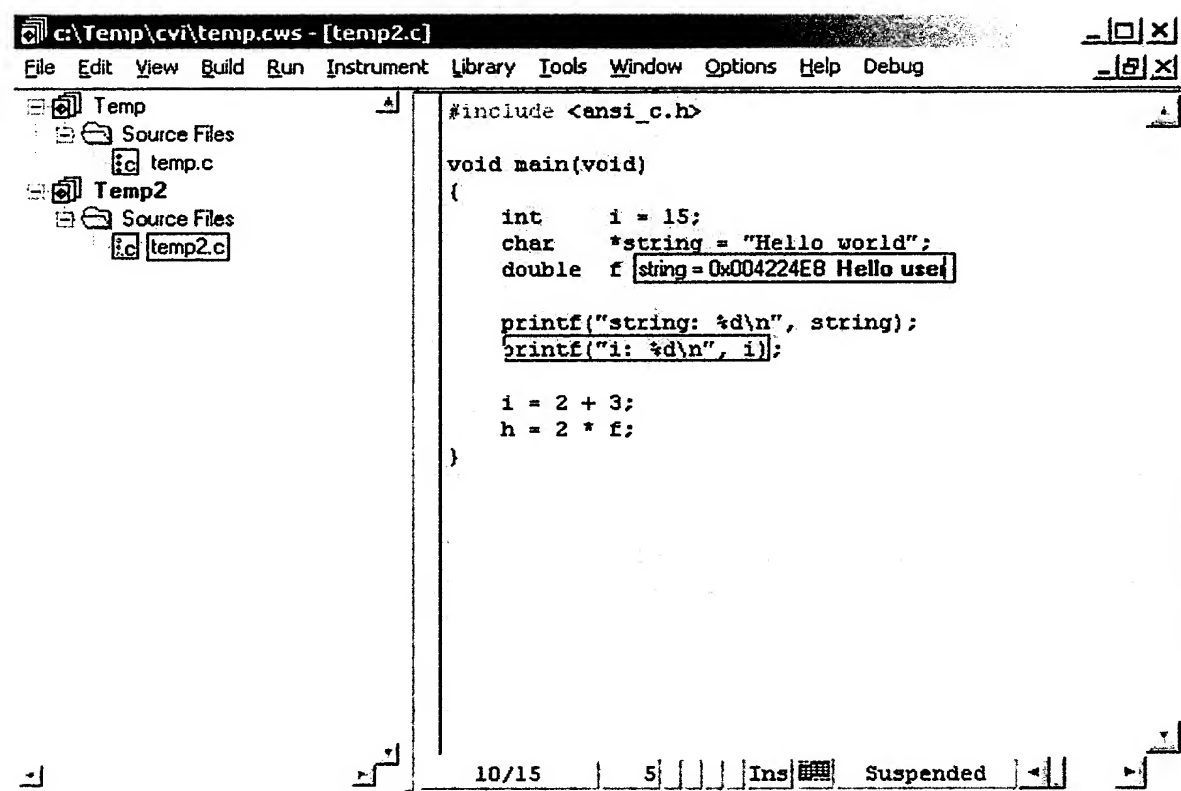 c:\Temp\cvi\temp.cws - [temp2.c]
File Edit View Build Run Instrument Library Tools Window Options Help Debug
Temp
Source Files
temp.c
Temp2
Source Files
temp2.c
#include <ansi_c.h>
void main(void)
{
int i = 15;
char *string = "Hello world";
double f string = 0x004224E8 Hello user
printf("string: %d\n", string);
printf("i: %d\n", i);
i = 2 + 3;
h = 2 * f;
}
10/15 5 Ins Suspended